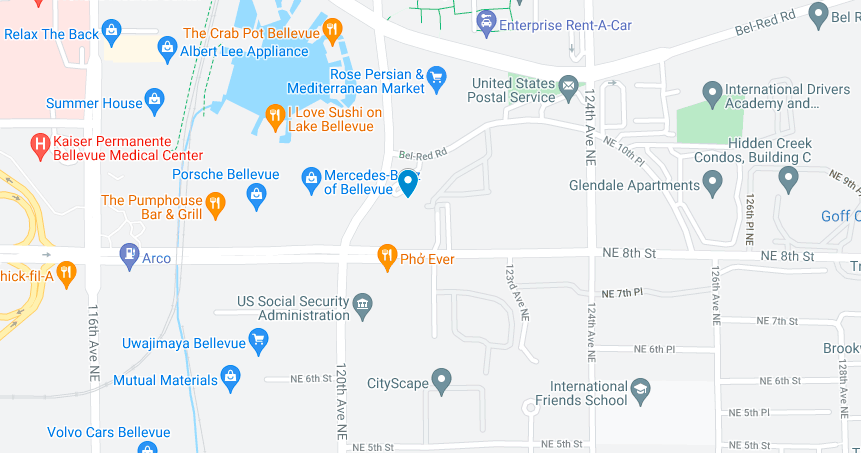 Relax The Back
The Crab Pot Bellevue
Albert Lee Appliance
Enterprise Rent-A-Car
Bel-Red Rd
Bel R
Rose Persian &
Mediterranean Market
United States
Postal Service
International Drivers
Academy and...
Summer House
I Love Sushi on
Lake Bellevue
124th Ave NE
Kaiser Permanente
Bellevue Medical Center
Bel-Red Rd
NE 10th Pl
Hidden Creek
Condos, Building C
Porsche Bellevue
Mercedes-B z
of Bellevue
Glendale Apartments
NE 9th
The Pumphouse
Bar & Grill
126th Pl NE
Goff C
Arco
Phở Ever
NE 8th St
NE 8th St
hick-fil-A
US Social Security
Administration
123rd Ave NE
NE 7th Pl
126th Ave NE
116th Ave NE
Uwajimaya Bellevue
124th Ave NE
NE 7th St
NE 6th Pl
Brookw
Mutual Materials
NE 6th St
120th Ave NE
CityScape
International
Friends School
NE 6th St
128th Ave NE
NE 5th Pl
Volvo Cars Bellevue
NE 5th St
NE 5th St